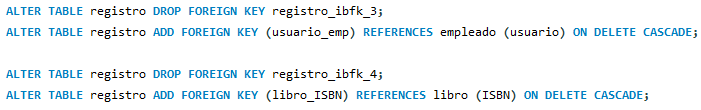 ALTER TABLE registro DROP FOREIGN KEY registro_ibfk_3;
ALTER TABLE registro ADD FOREIGN KEY (usuario_emp) REFERENCES empleado (usuario) ON DELETE CASCADE;
ALTER TABLE registro DROP FOREIGN KEY registro_ibfk_4;
ALTER TABLE registro ADD FOREIGN KEY (libro_ISBN) REFERENCES libro (ISBN) ON DELETE CASCADE;